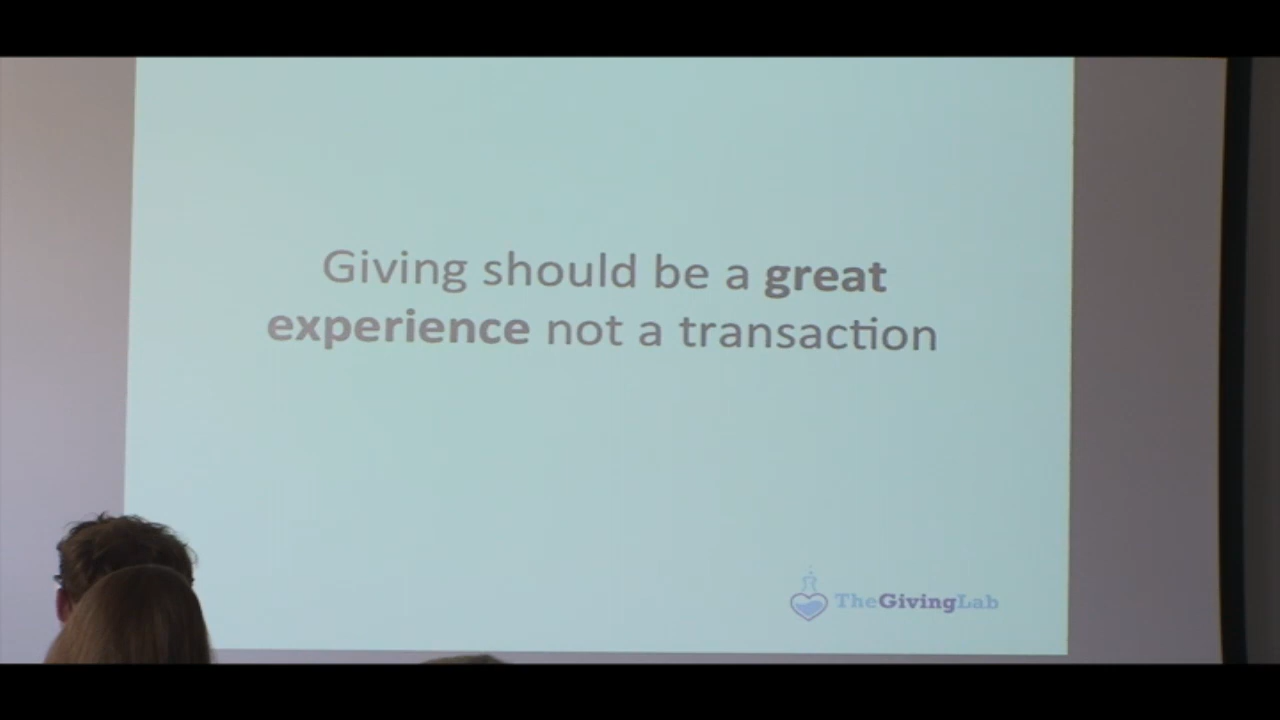 Giving should be a great
experience not a transaction
TheGivingLab